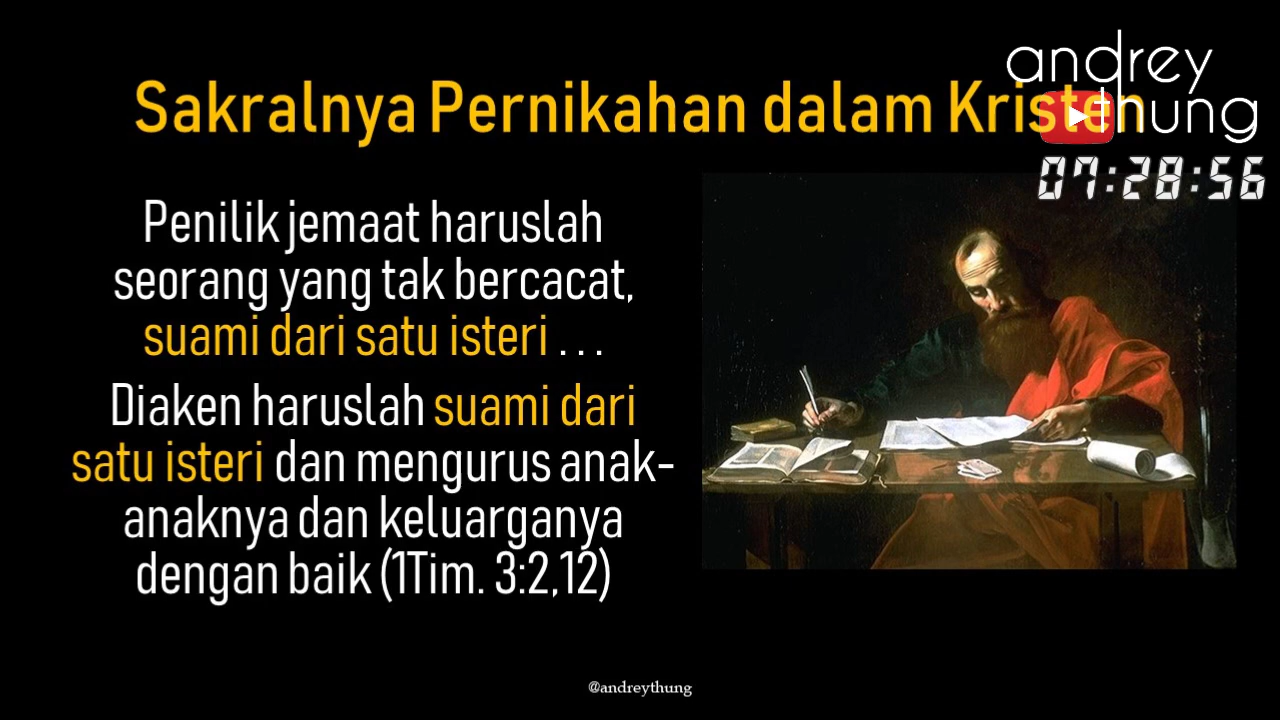 Sakralnya Pernikahan dalam Kristen
andrey
thung
07:28:56
Penilik jemaat haruslah
seorang yang tak bercacat,
suami dari satu isteri ...
Diaken haruslah suami dari
satu isteri dan mengurus anak-
anaknya dan keluarganya
dengan baik (1Tim. 3:2,12)
@andreythung